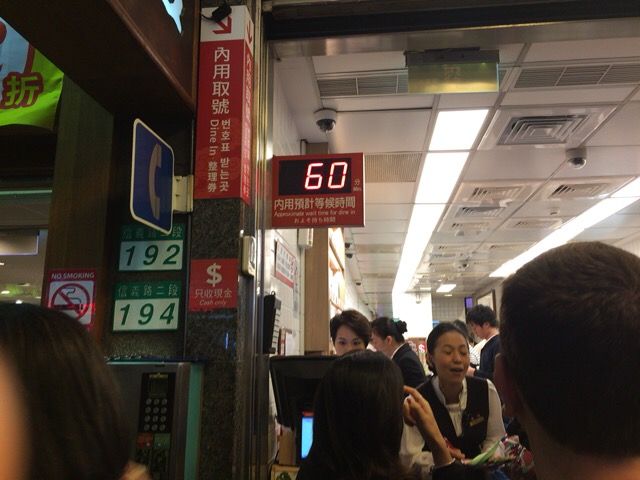 折
內用取號
Dine In
번호표 받는곳
整理券
60 分
Min.
内用預計等候時間
Approximate wait time for dine in
およそ待ち時間
信義路二段
192
信義路二段
194
NO SMOKING
$
只收現金
Cash only